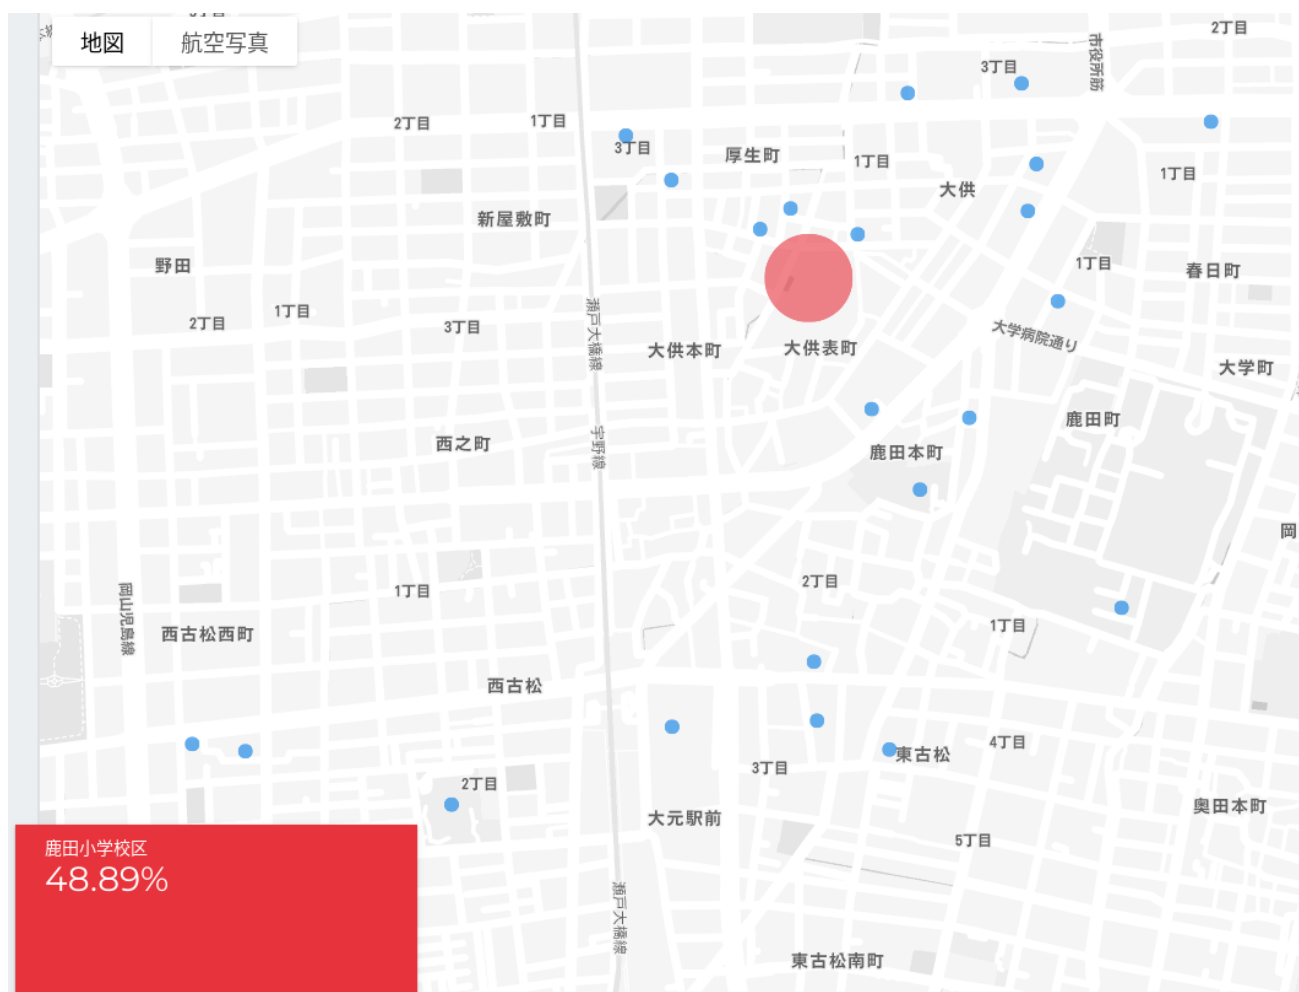 地図
航空写真
2丁目
市役所筋
3丁目
2丁目
1丁目
3丁目
厚生町
1丁目
大供
1丁目
新屋敷町
野田
1丁目
春日町
1丁目
2丁目
3丁目
瀬戸大橋線
大学病院通り
大供本町
大供表町
大学町
鹿田町
西之町
宇野線
鹿田本町
岡
2丁目
1丁目
岡山児島線
1丁目
西古松西町
西古松
4丁目
東古松
3丁目
2丁目
奥田本町
大元駅前
5丁目
鹿田小学校区
48.89%
瀬戸大橋線
東古松南町